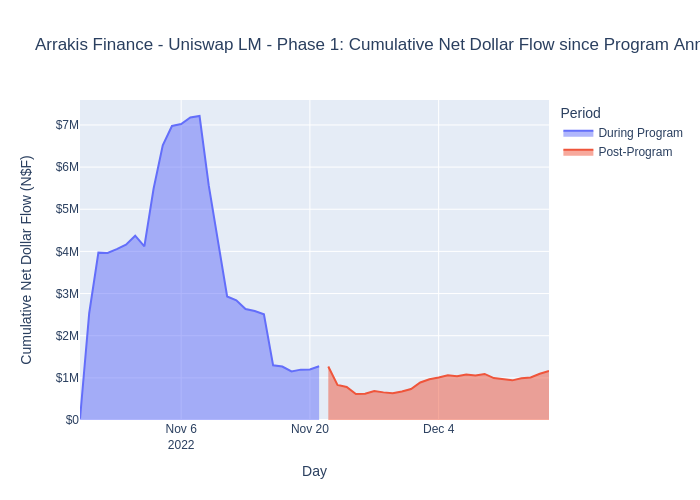 Arrakis Finance - Uniswap LM - Phase 1: Cumulative Net Dollar Flow since Program
Period
During Program
Post-Program
Cumulative Net Dollar Flow (N$F)
$7M
$6M
$5M
$4M
$3M
$2M
$1M
$0
Nov 6
2022
Nov 20
Dec 4
Day